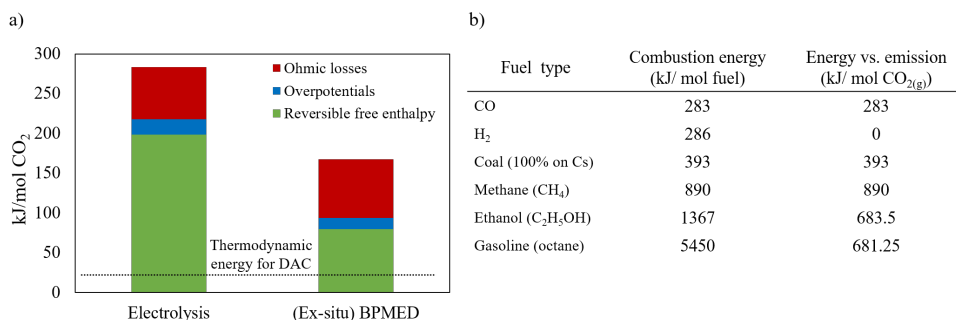 a)
300
250
200
150
100
50
0
kJ/mol CO2
Ohmic losses
Overpotentials
Reversible free enthalpy
Thermodynamic
energy for DAC
Electrolysis
(Ex-situ) BPMED
b)
Fuel type
Combustion energy
(kJ/ mol fuel)
Energy vs. emission
(kJ/ mol CO2(g))
CO 283 283
H2 286 0
Coal (100% on Cs) 393 393
Methane (CH4) 890 890
Ethanol (C2H5OH) 1367 683.5
Gasoline (octane) 5450 681.25